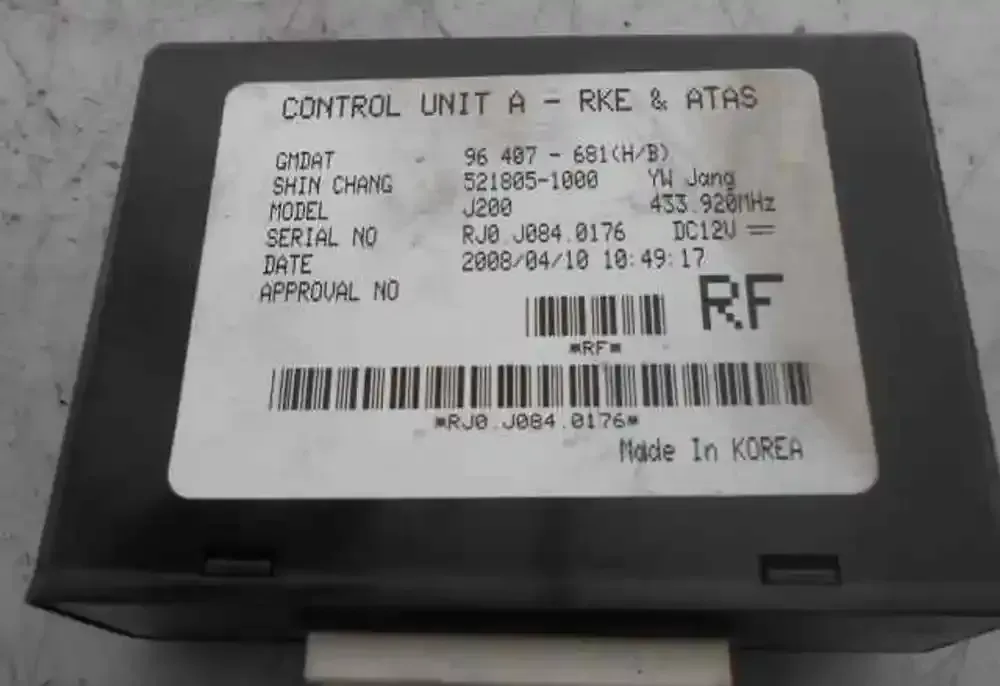 CONTROL UNIT A - RKE & ATAS
GMDAT 96 407 - 681(H/B)
SHIN CHANG 521805-1000 YW Jang
MODEL J200 433.920MHz
SERIAL NO RJ0.J084.0176 DC12V ⎓
DATE 2008/04/10 10:49:17
APPROVAL NO
RF
*RF*
*RJ0.J084.0176*
Made In KOREA